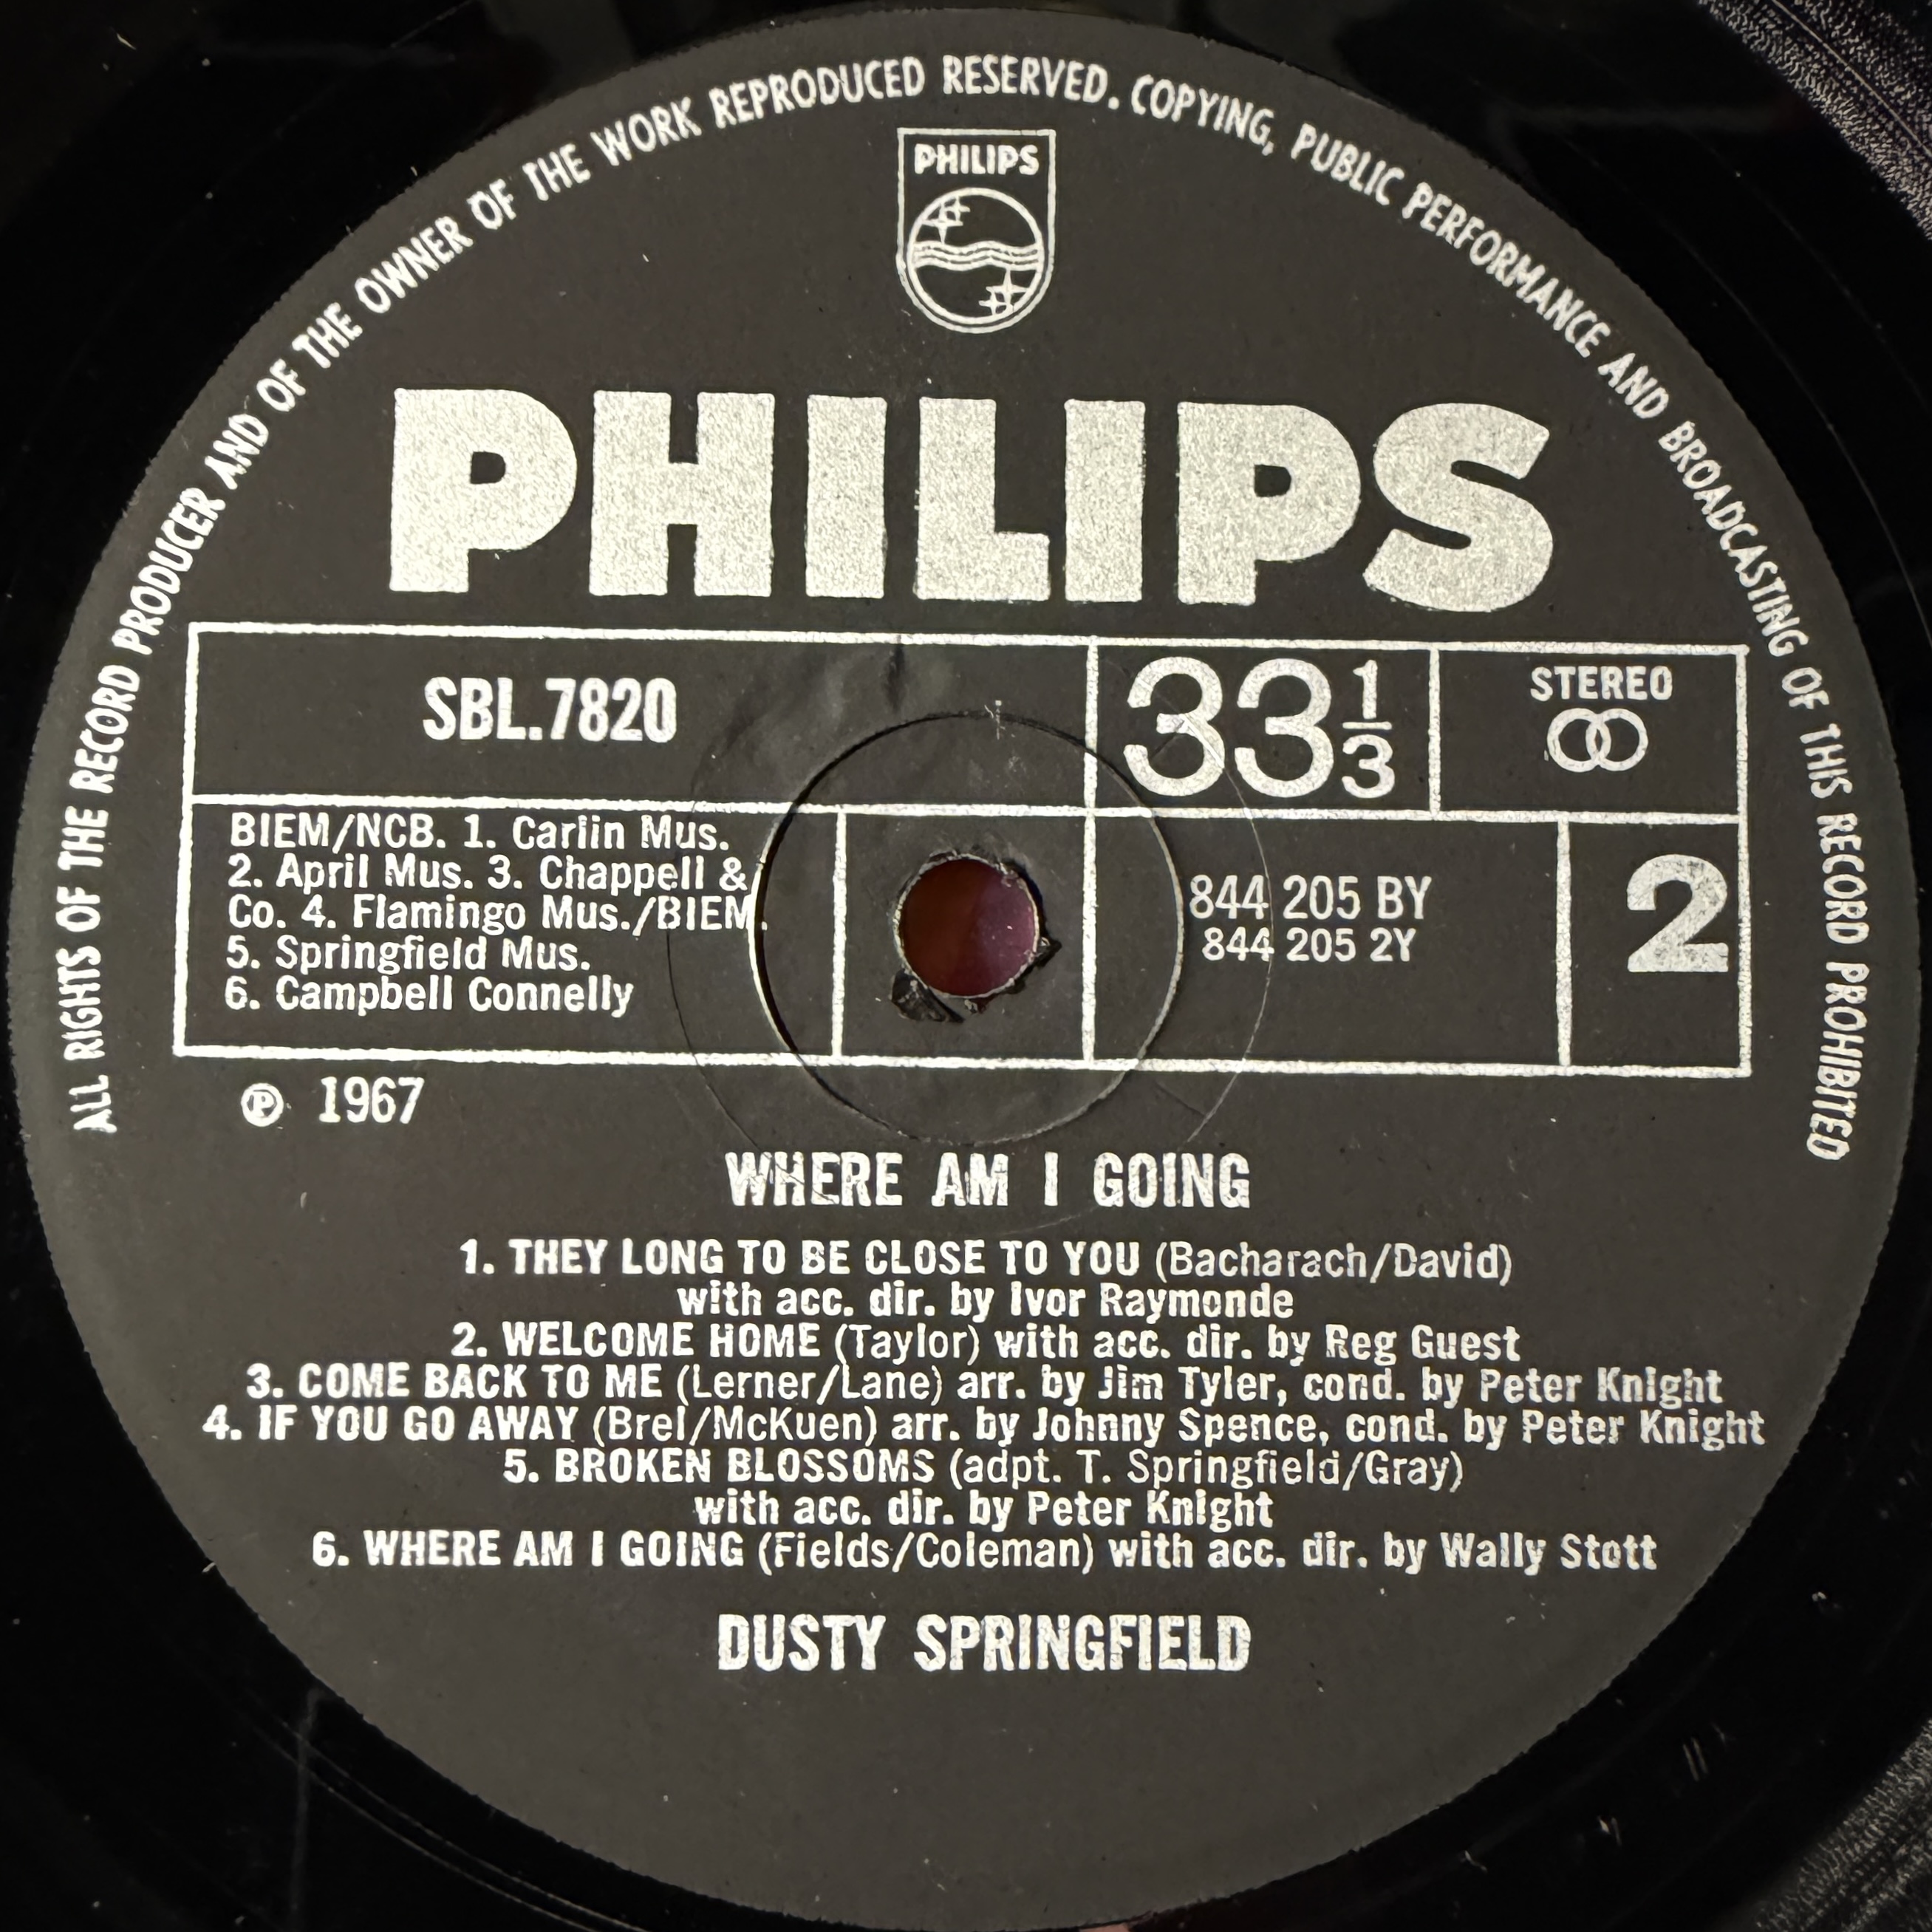 ALL RIGHTS OF THE RECORD PRODUCER AND OF THE OWNER OF THE WORK REPRODUCED RESERVED. COPYING, PUBLIC PERFORMANCE AND BROADCASTING OF THIS RECORD PROHIBITED
PHILIPS
PHILIPS
SBL.7820
33 1/3
STEREO
BIEM/NCB. 1. Carlin Mus.
2. April Mus. 3. Chappell &
Co. 4. Flamingo Mus./BIEM.
5. Springfield Mus.
6. Campbell Connelly
844 205 BY
844 205 2Y
2
℗ 1967
WHERE AM I GOING
1. THEY LONG TO BE CLOSE TO YOU (Bacharach/David)
with acc. dir. by Ivor Raymonde
2. WELCOME HOME (Taylor) with acc. dir. by Reg Guest
3. COME BACK TO ME (Lerner/Lane) arr. by Jim Tyler, cond. by Peter Knight
4. IF YOU GO AWAY (Brel/McKuen) arr. by Johnny Spence, cond. by Peter Knight
5. BROKEN BLOSSOMS (adpt. T. Springfield/Gray)
with acc. dir. by Peter Knight
6. WHERE AM I GOING (Fields/Coleman) with acc. dir. by Wally Stott
DUSTY SPRINGFIELD